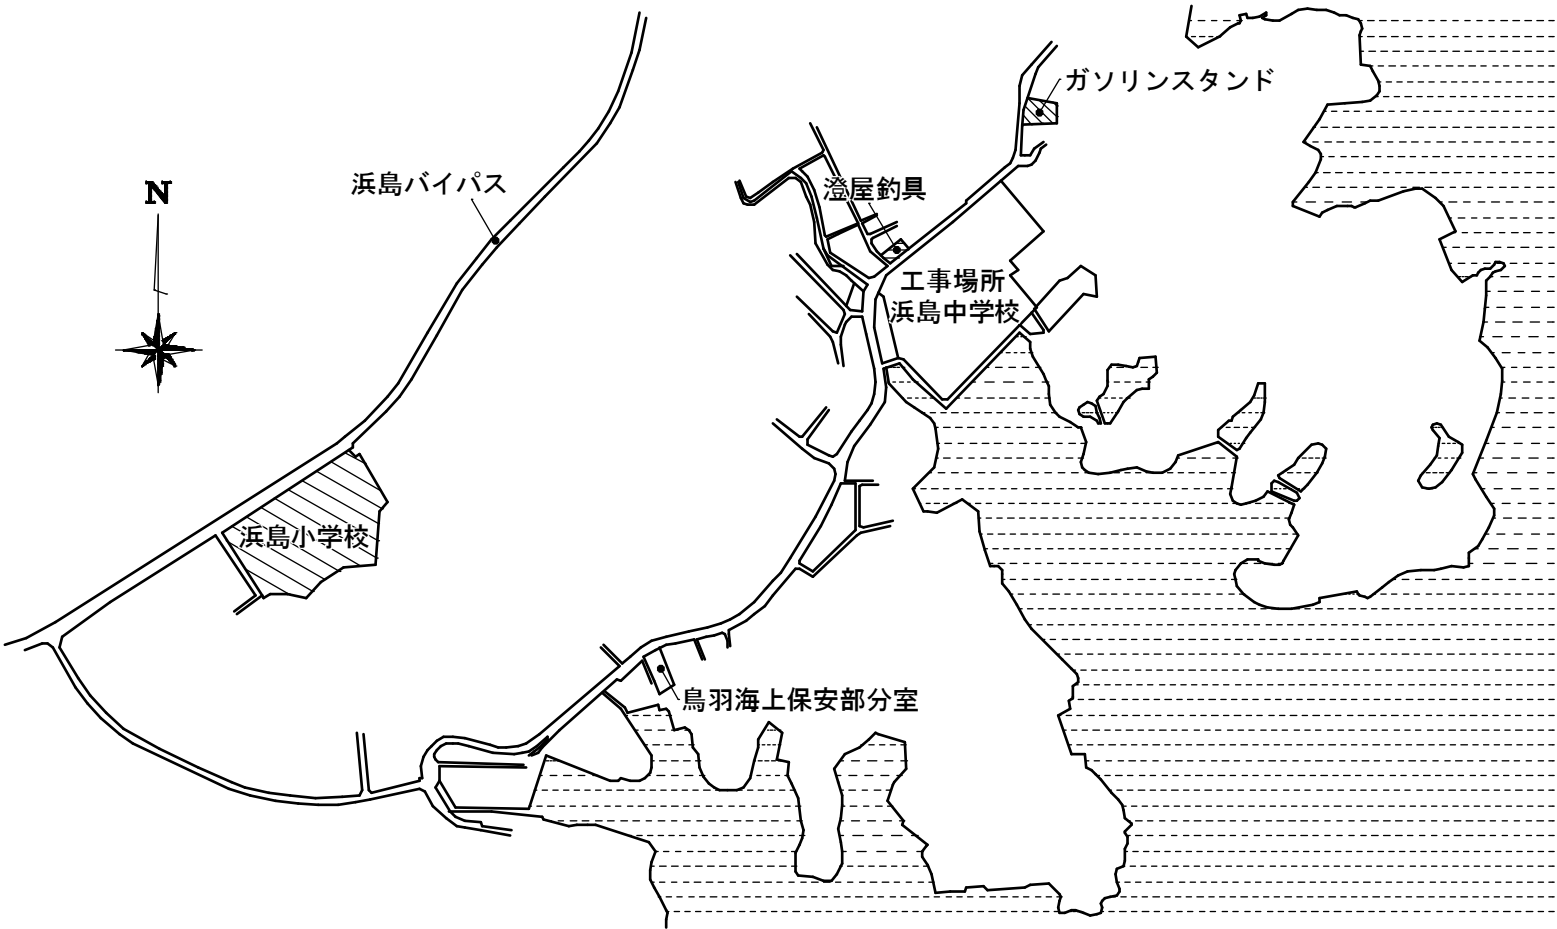 ガソリンスタンド
浜島バイパス
N
澄屋釣具
工事場所
浜島中学校
浜島小学校
鳥羽海上保安部分室